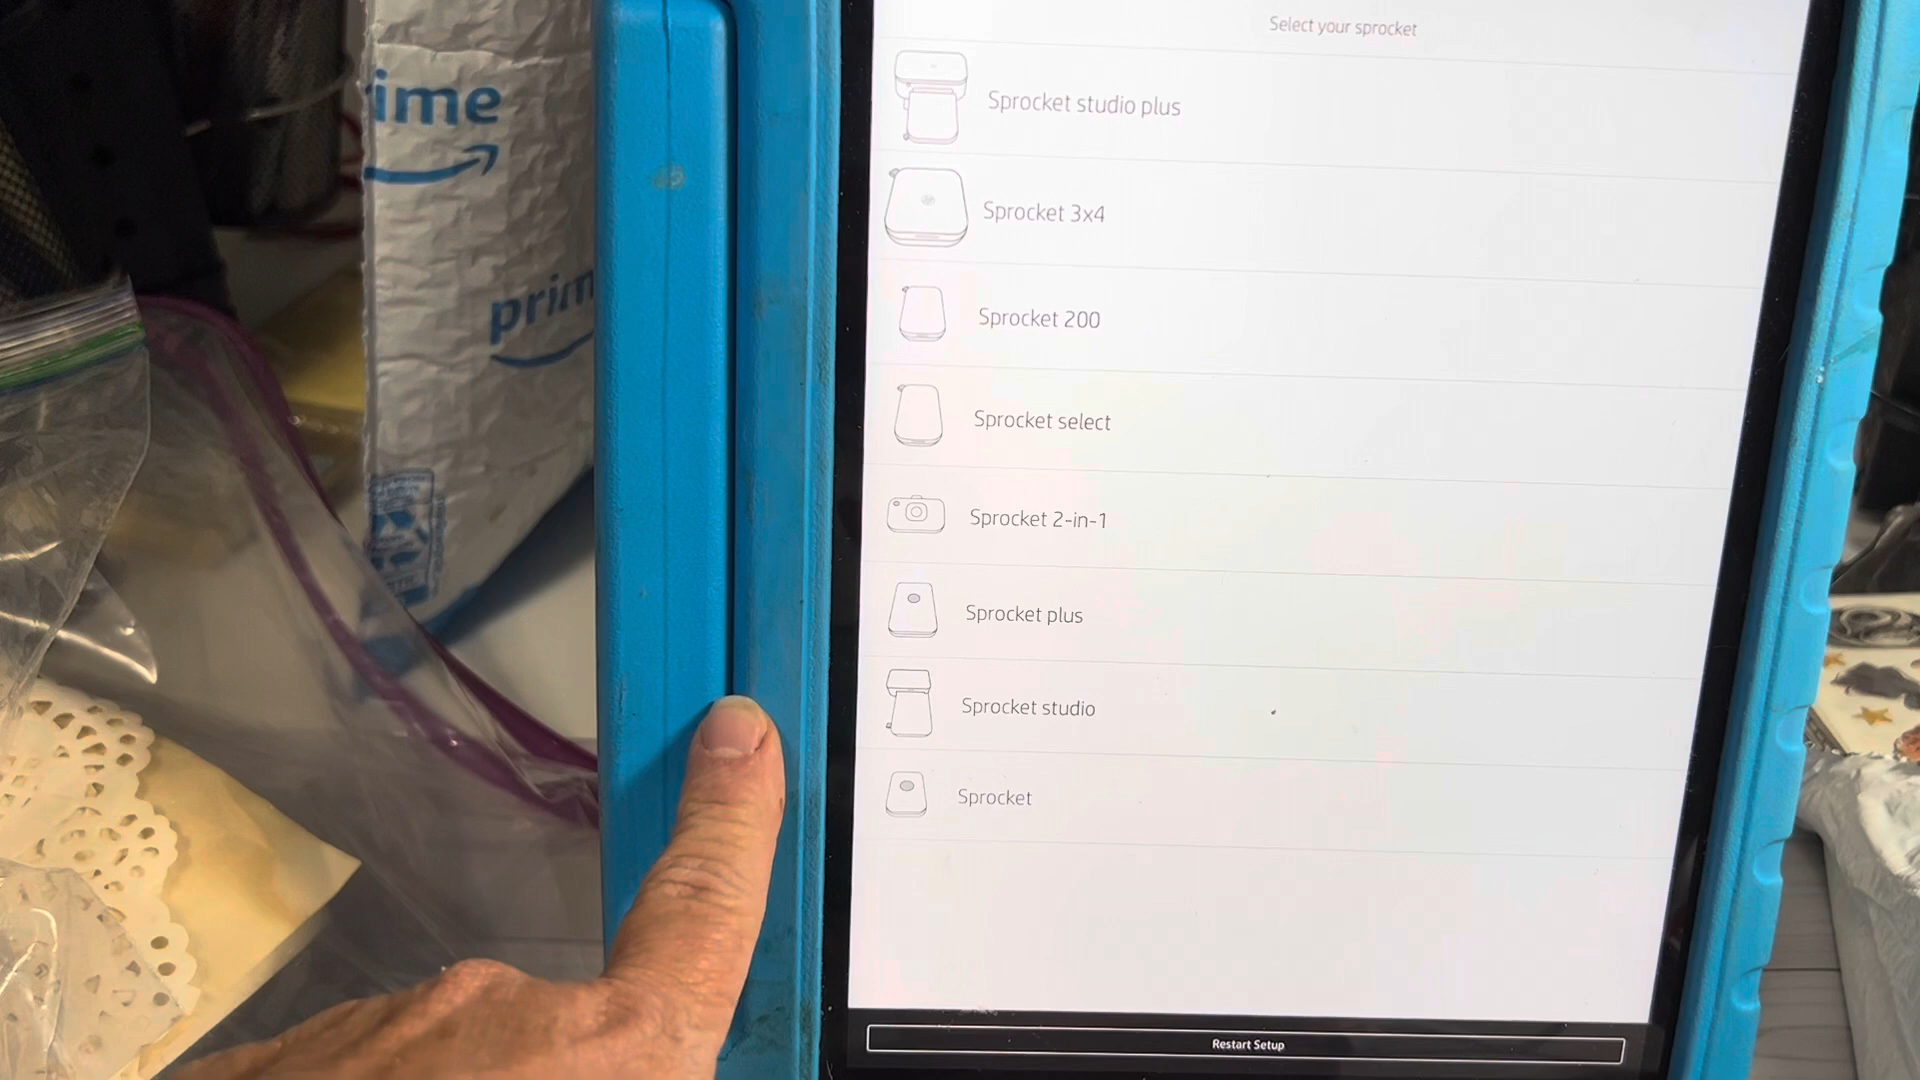 ime
prim
Select your sprocket
Sprocket studio plus
Sprocket 3x4
Sprocket 200
Sprocket select
Sprocket 2-in-1
Sprocket plus
Sprocket studio
Sprocket
Restart Setup